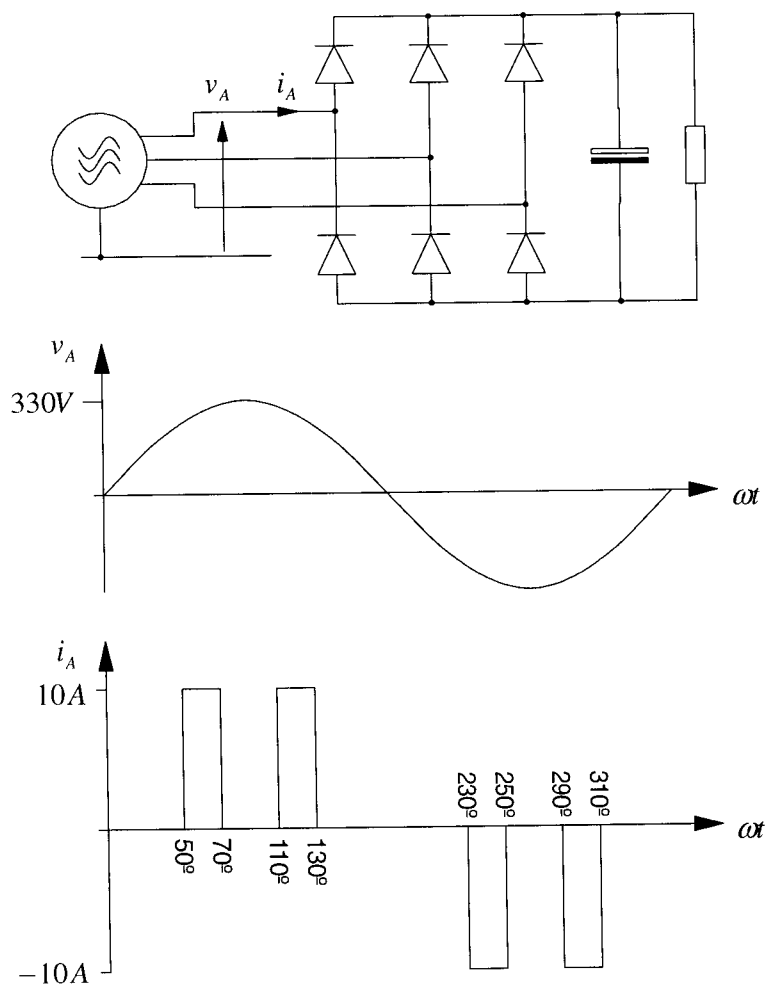 v_A i_A
v_A
330V
ωt
i_A
10A
50º 70º 110º 130º 230º 250º 290º 310º
ωt
−10A